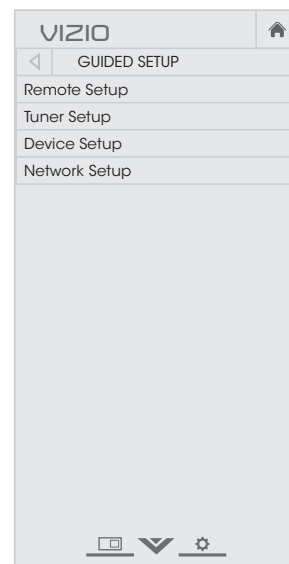 VIZIO
GUIDED SETUP
Remote Setup
Tuner Setup
Device Setup
Network Setup